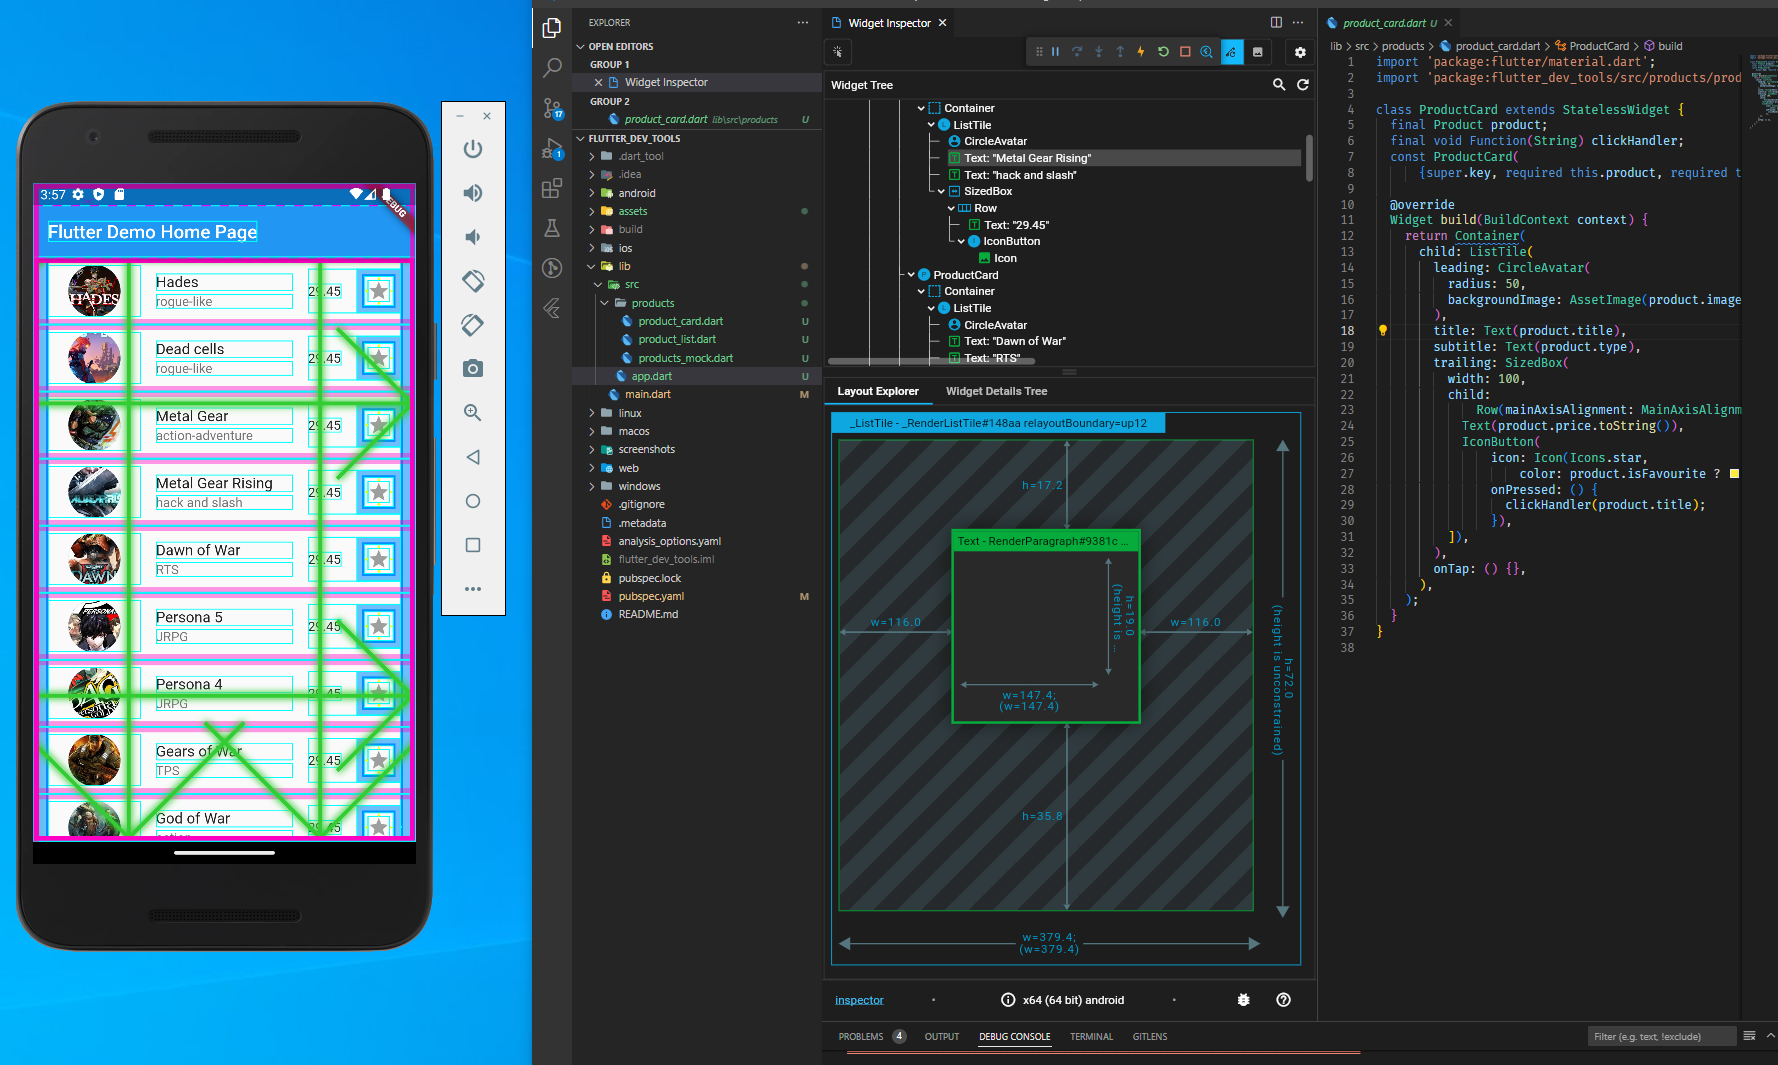 3:57
DEBUG
Flutter Demo Home Page
HADES
Hades
rogue-like
29.45
Dead cells
rogue-like
29.45
Metal Gear
action-adventure
29.45
Metal Gear Rising
hack and slash
29.45
DAWN
Dawn of War
RTS
29.45
PERSONA
Persona 5
JRPG
29.45
Persona 4
JRPG
29.45
Gears of War
TPS
29.45
God of War
29.45
EXPLORER
OPEN EDITORS
GROUP 1
Widget Inspector
GROUP 2
product_card.dart lib\src\products U
FLUTTER_DEV_TOOLS
.dart_tool
.idea
android
assets
build
ios
lib
src
products
product_card.dart U
product_list.dart U
products_mock.dart U
app.dart U
main.dart M
linux
macos
screenshots
web
windows
.gitignore
.metadata
analysis_options.yaml
flutter_dev_tools.iml
pubspec.lock
pubspec.yaml M
README.md
17
1
Widget Inspector
Widget Tree
Container
ListTile
CircleAvatar
Text: "Metal Gear Rising"
Text: "hack and slash"
SizedBox
Row
Text: "29.45"
IconButton
Icon
ProductCard
Container
ListTile
CircleAvatar
Text: "Dawn of War"
Text: "RTS"
Layout Explorer Widget Details Tree
_ListTile - _RenderListTile#148aa relayoutBoundary=up12
h=17.2
Text - RenderParagraph#9381c ...
h=19.0
(height is ...
w=116.0
w=116.0
w=147.4;
(w=147.4)
h=72.0
(height is unconstrained)
h=35.8
w=379.4;
(w=379.4)
inspector
x64 (64 bit) android
PROBLEMS 4 OUTPUT DEBUG CONSOLE TERMINAL GITLENS
Filter (e.g. text, !exclude)
product_card.dart U
lib > src > products > product_card.dart > ProductCard > build
1 import 'package:flutter/material.dart';
2 import 'package:flutter_dev_tools/src/products/prod
3
4 class ProductCard extends StatelessWidget {
5 final Product product;
6 final void Function(String) clickHandler;
7 const ProductCard(
8 {super.key, required this.product, required t
9
10 @override
11 Widget build(BuildContext context) {
12 return Container(
13 child: ListTile(
14 leading: CircleAvatar(
15 radius: 50,
16 backgroundImage: AssetImage(product.image
17 ),
18 title: Text(product.title),
19 subtitle: Text(product.type),
20 trailing: SizedBox(
21 width: 100,
22 child:
23 Row(mainAxisAlignment: MainAxisAlignm
24 Text(product.price.toString()),
25 IconButton(
26 icon: Icon(Icons.star,
27 color: product.isFavourite ?
28 onPressed: () {
29 clickHandler(product.title);
30 }),
31 ]),
32 ),
33 onTap: () {},
34 ),
35 );
36 }
37 }
38